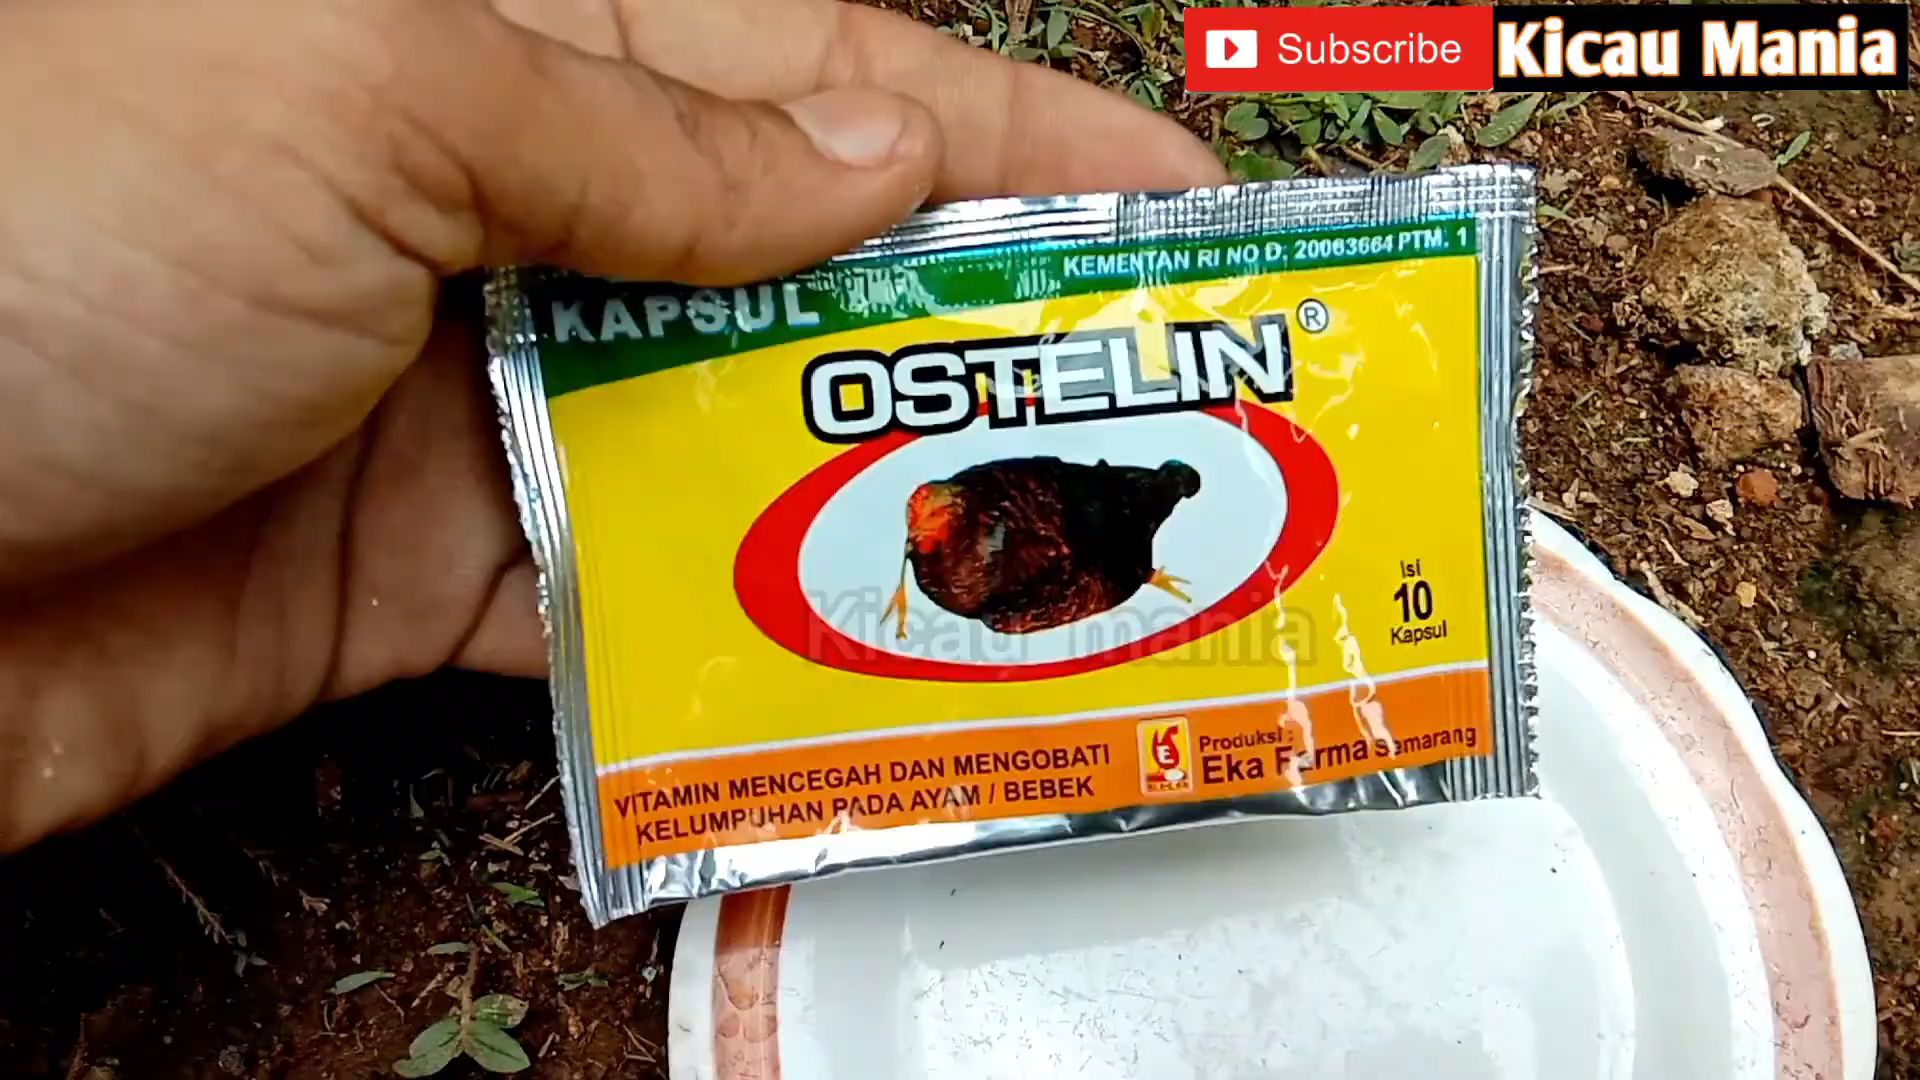 Subscribe
Kicau Mania
KEMENTAN RI NO D. 20063664 PTM. 1
KAPSUL
OSTELIN ®
Isi
10
Kapsul
Kicau mania
VITAMIN MENCEGAH DAN MENGOBATI
KELUMPUHAN PADA AYAM / BEBEK
Produksi :
Eka Farma Semarang